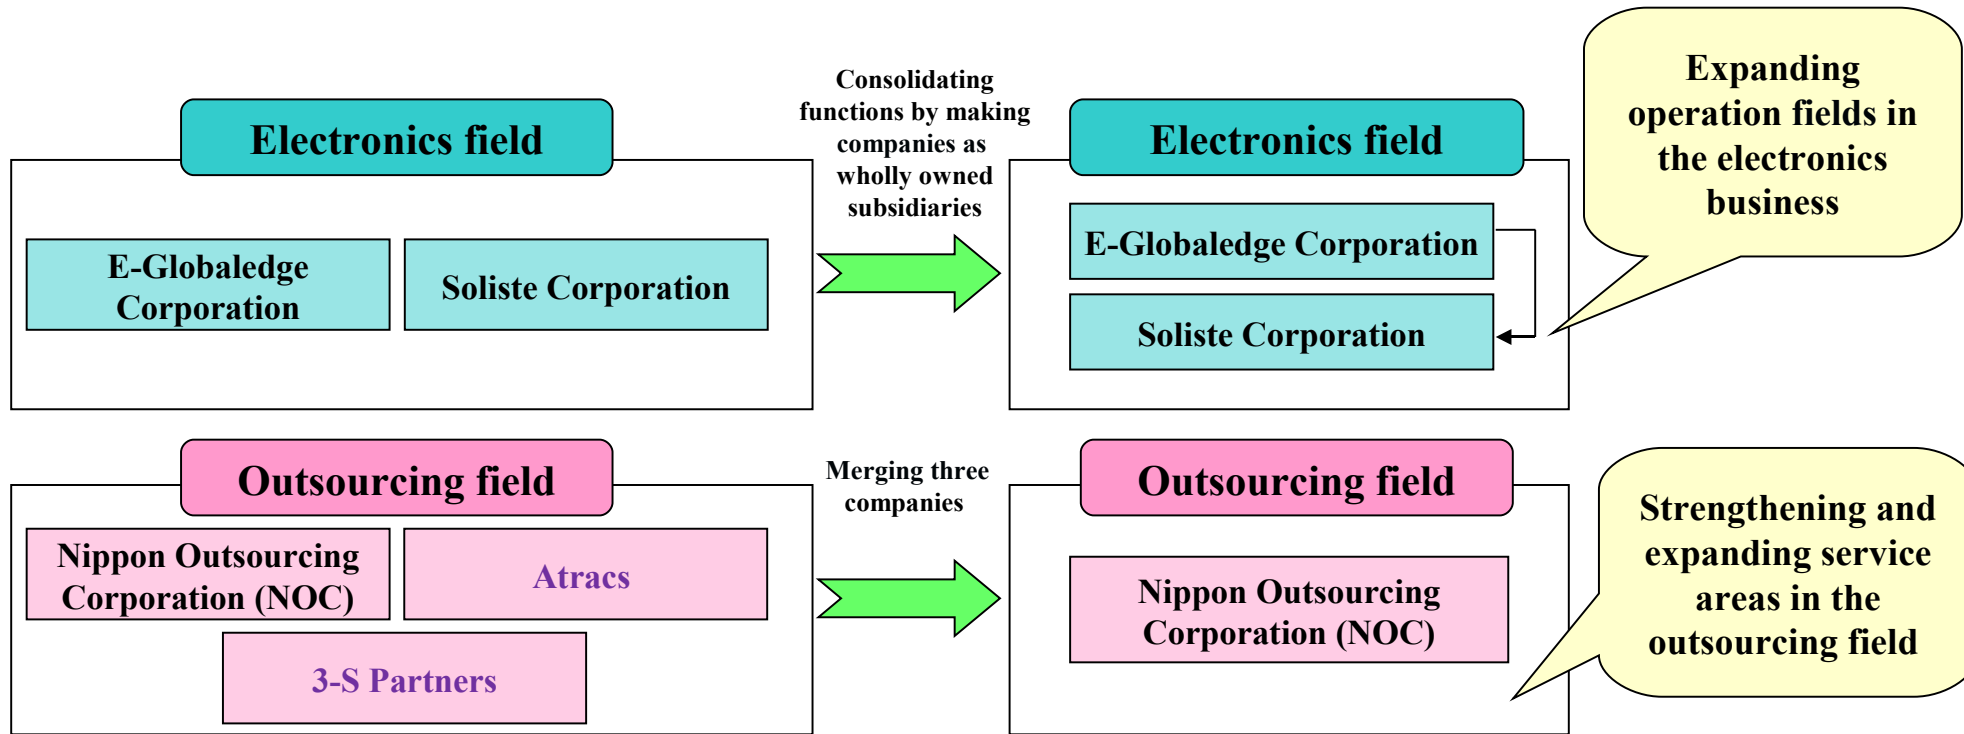 Electronics field
E-Globaledge
Corporation
Soliste Corporation
Consolidating
functions by making
companies as
wholly owned
subsidiaries
Electronics field
E-Globaledge Corporation
Soliste Corporation
Expanding
operation fields in
the electronics
business
Outsourcing field
Nippon Outsourcing
Corporation (NOC)
Atracs
3-S Partners
Merging three
companies
Outsourcing field
Nippon Outsourcing
Corporation (NOC)
Strengthening and
expanding service
areas in the
outsourcing field